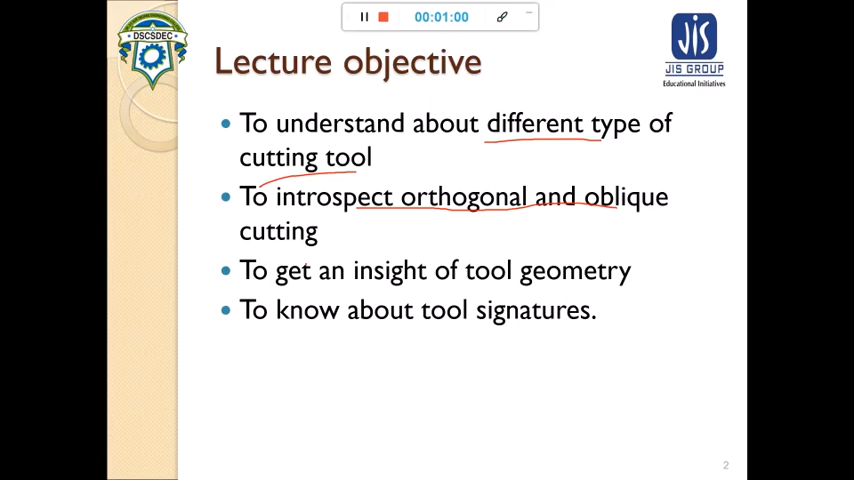 00:01:00
DSCSDEC
Lecture objective
JIS
JIS GROUP
Educational Initiatives
• To understand about different type of
cutting tool
• To introspect orthogonal and oblique
cutting
• To get an insight of tool geometry
• To know about tool signatures.
2